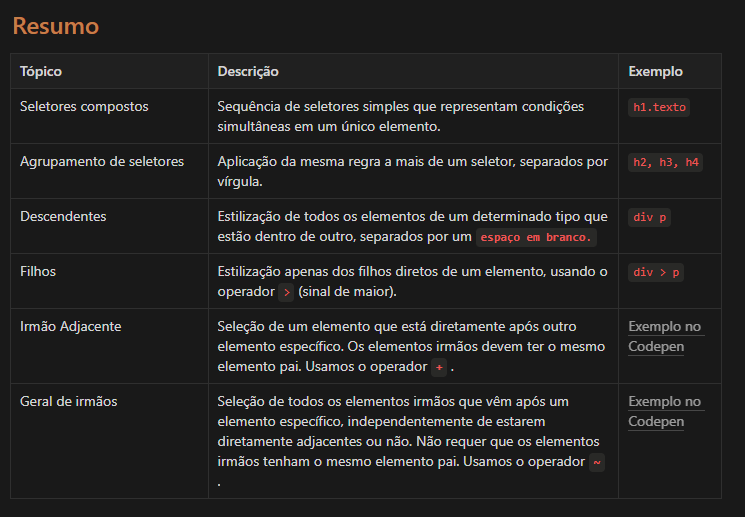 Resumo
Tópico Descrição Exemplo
Seletores compostos Sequência de seletores simples que representam condições h1.texto
simultâneas em um único elemento.
Agrupamento de seletores Aplicação da mesma regra a mais de um seletor, separados por h2, h3, h4
vírgula.
Descendentes Estilização de todos os elementos de um determinado tipo que div p
estão dentro de outro, separados por um espaço em branco.
Filhos Estilização apenas dos filhos diretos de um elemento, usando o div > p
operador > (sinal de maior).
Irmão Adjacente Seleção de um elemento que está diretamente após outro Exemplo no
elemento específico. Os elementos irmãos devem ter o mesmo Codepen
elemento pai. Usamos o operador + .
Geral de irmãos Seleção de todos os elementos irmãos que vêm após um Exemplo no
elemento específico, independentemente de estarem Codepen
diretamente adjacentes ou não. Não requer que os elementos
irmãos tenham o mesmo elemento pai. Usamos o operador ~
.